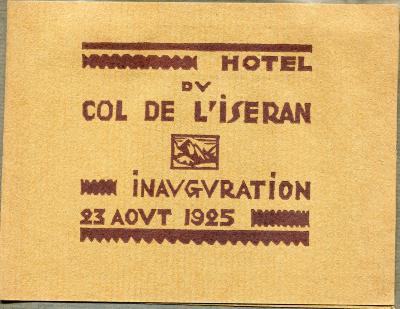 HOTEL
DV
COL DE L'iSERAN
iNAVGVRATiON
23 AOVT 1925